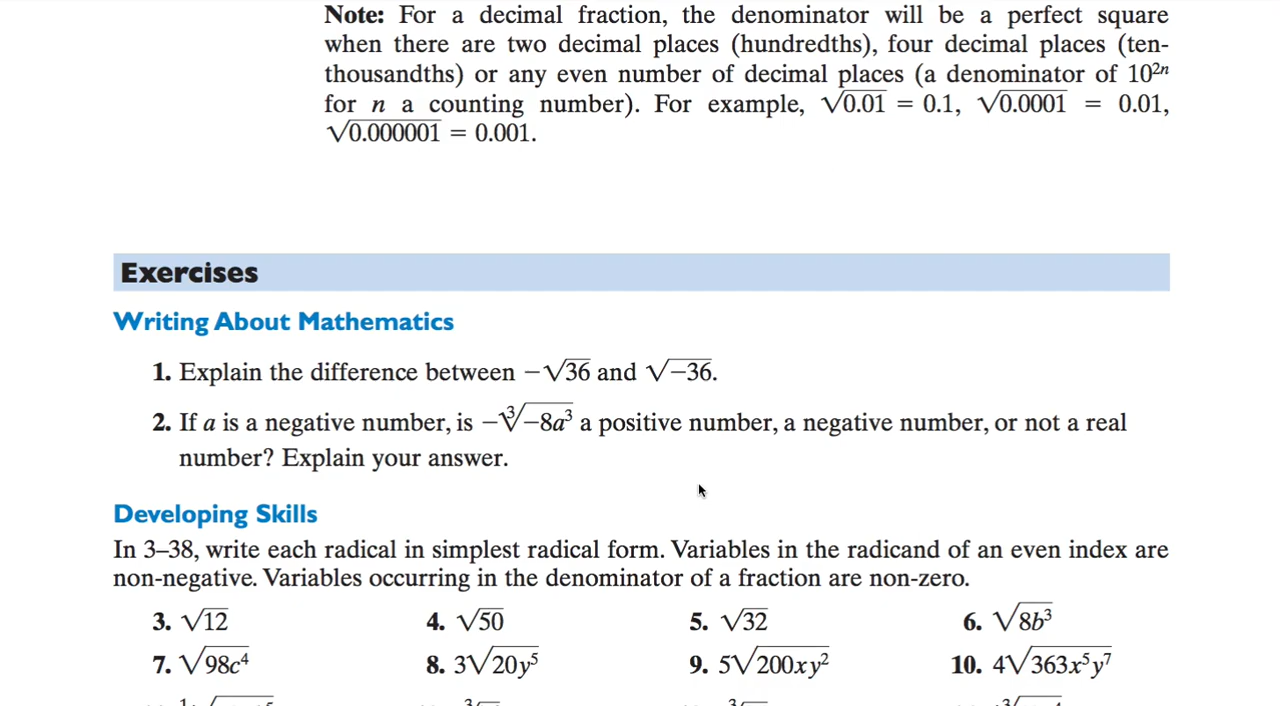 Note: For a decimal fraction, the denominator will be a perfect square
when there are two decimal places (hundredths), four decimal places (ten-
thousandths) or any even number of decimal places (a denominator of 10²ⁿ
for n a counting number). For example, √0.01 = 0.1, √0.0001 = 0.01,
√0.000001 = 0.001.
Exercises
Writing About Mathematics
1. Explain the difference between −√36 and √−36.
2. If a is a negative number, is −∛−8a³ a positive number, a negative number, or not a real
number? Explain your answer.
Developing Skills
In 3–38, write each radical in simplest radical form. Variables in the radicand of an even index are
non-negative. Variables occurring in the denominator of a fraction are non-zero.
3. √12 4. √50 5. √32 6. √8b³
7. √98c⁴ 8. 3√20y⁵ 9. 5√200xy² 10. 4√363x⁵y⁷